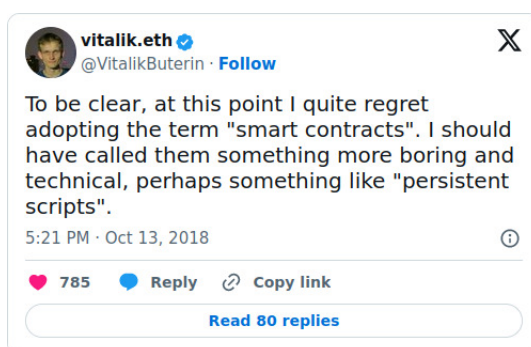 vitalik.eth
@VitalikButerin · Follow
To be clear, at this point I quite regret
adopting the term "smart contracts". I should
have called them something more boring and
technical, perhaps something like "persistent
scripts".
5:21 PM · Oct 13, 2018
785 Reply Copy link
Read 80 replies